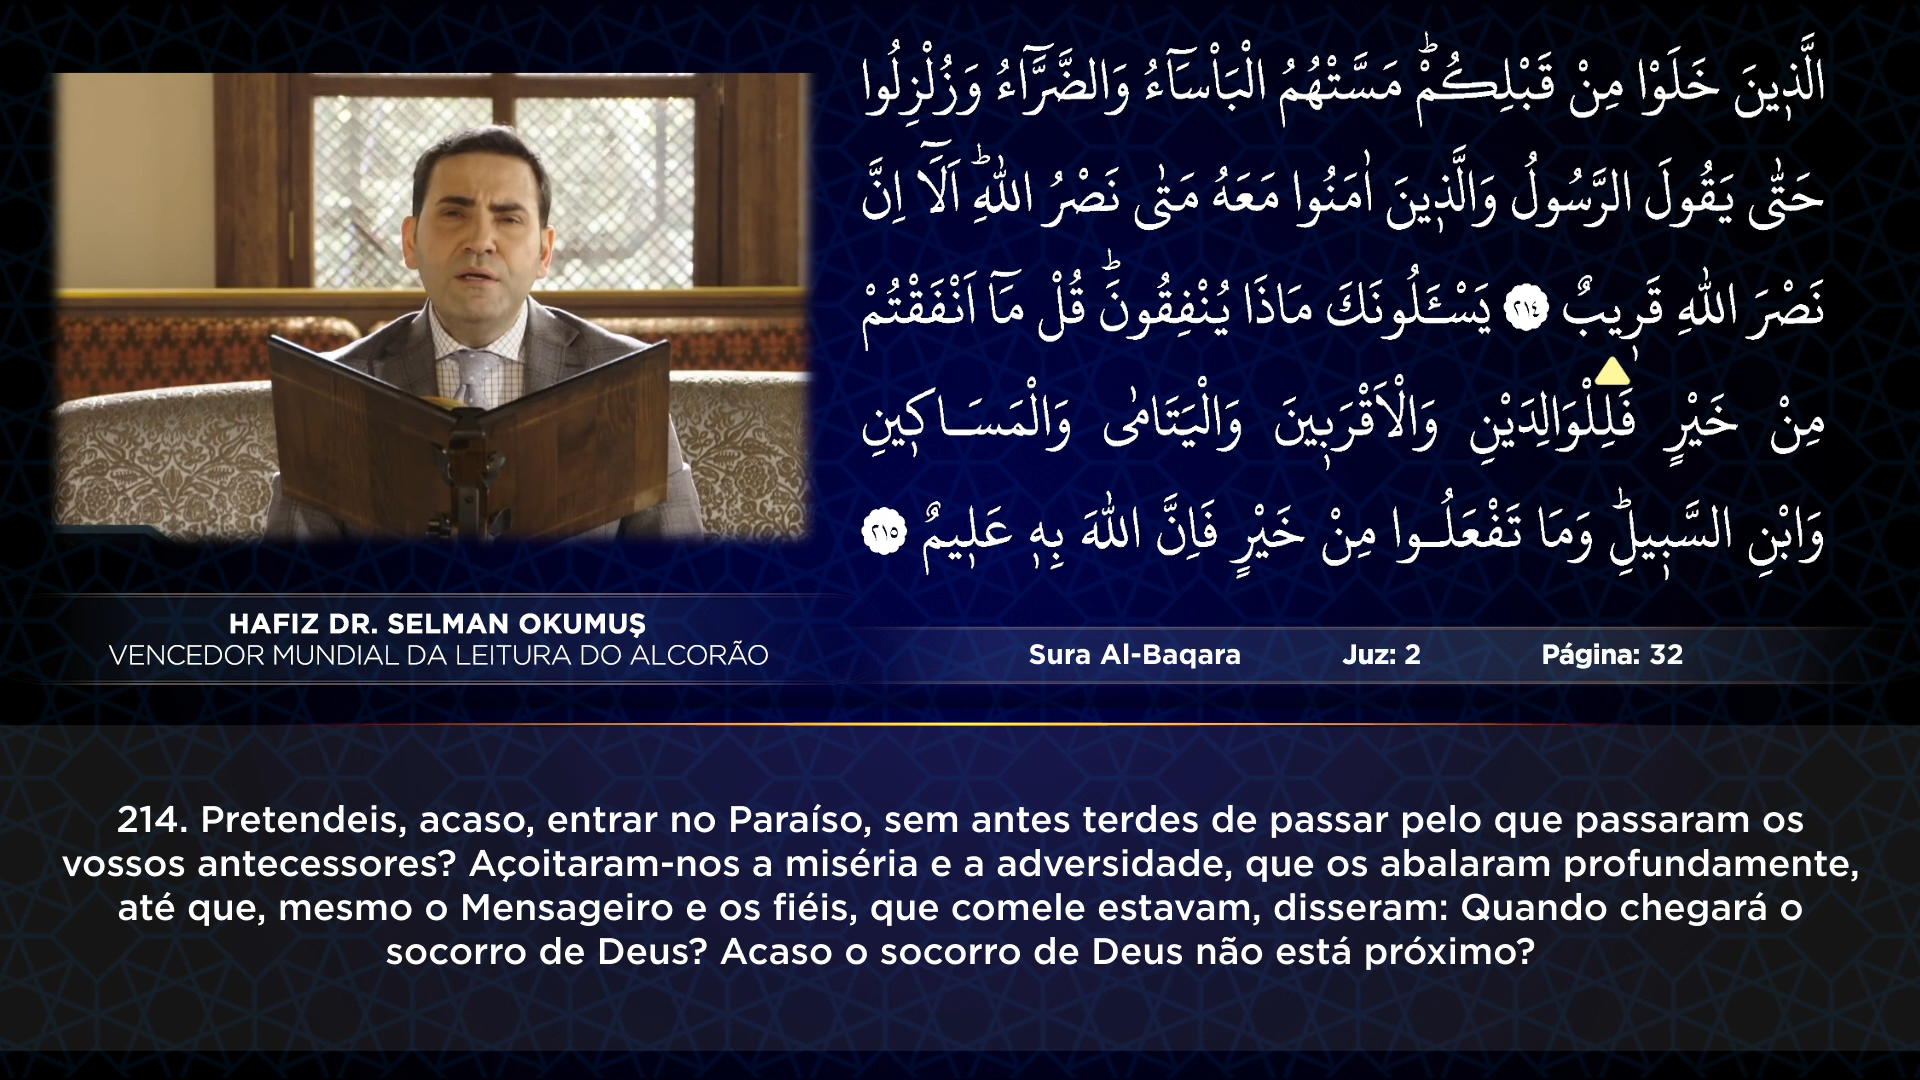 الَّذ۪ينَ خَلَوْا مِنْ قَبْلِكُمْۜ مَسَّتْهُمُ الْبَأْسَٓاءُ وَالضَّرَّٓاءُ وَزُلْزِلُوا
حَتّٰى يَقُولَ الرَّسُولُ وَالَّذ۪ينَ اٰمَنُوا مَعَهُ مَتٰى نَصْرُ اللّٰهِۜ اَلَٓا اِنَّ
نَصْرَ اللّٰهِ قَر۪يبٌ ﴿٢١٤﴾ يَسْـَٔلُونَكَ مَاذَا يُنْفِقُونَۜ قُلْ مَٓا اَنْفَقْتُمْ
مِنْ خَيْرٍ فَلِلْوَالِدَيْنِ وَالْاَقْرَب۪ينَ وَالْيَتَامٰى وَالْمَسَاك۪ينِ
وَابْنِ السَّب۪يلِۜ وَمَا تَفْعَلُوا مِنْ خَيْرٍ فَاِنَّ اللّٰهَ بِه۪ عَل۪يمٌ ﴿٢١٥﴾
HAFIZ DR. SELMAN OKUMUŞ
VENCEDOR MUNDIAL DA LEITURA DO ALCORÃO
Sura Al-Baqara Juz: 2 Página: 32
214. Pretendeis, acaso, entrar no Paraíso, sem antes terdes de passar pelo que passaram os
vossos antecessores? Açoitaram-nos a miséria e a adversidade, que os abalaram profundamente,
até que, mesmo o Mensageiro e os fiéis, que comele estavam, disseram: Quando chegará o
socorro de Deus? Acaso o socorro de Deus não está próximo?